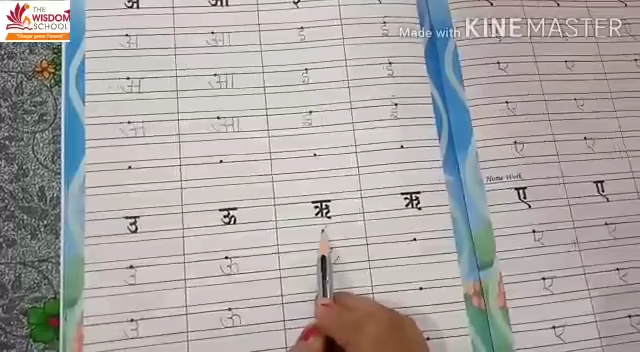 THE WISDOM SCHOOL
Made with KINEMASTER
अ आ
अ आ इ ई
अ आ इ ई ए ए
अ आ इ ई ए ए
ए ए
Home Work
उ ऊ ऋ ऋ ए ए
उ ऊ ए ए
उ ऊ ए ए
ए ए